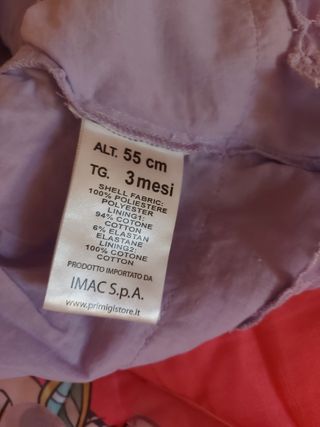 ALT. 55 cm
TG. 3 mesi
SHELL FABRIC:
100% POLIESTERE
POLYESTER
LINING1:
94% COTONE
COTTON
6% ELASTAN
ELASTANE
LINING2:
100% COTONE
COTTON
PRODOTTO IMPORTATO DA
IMAC S.p.A.
www.primigistore.it